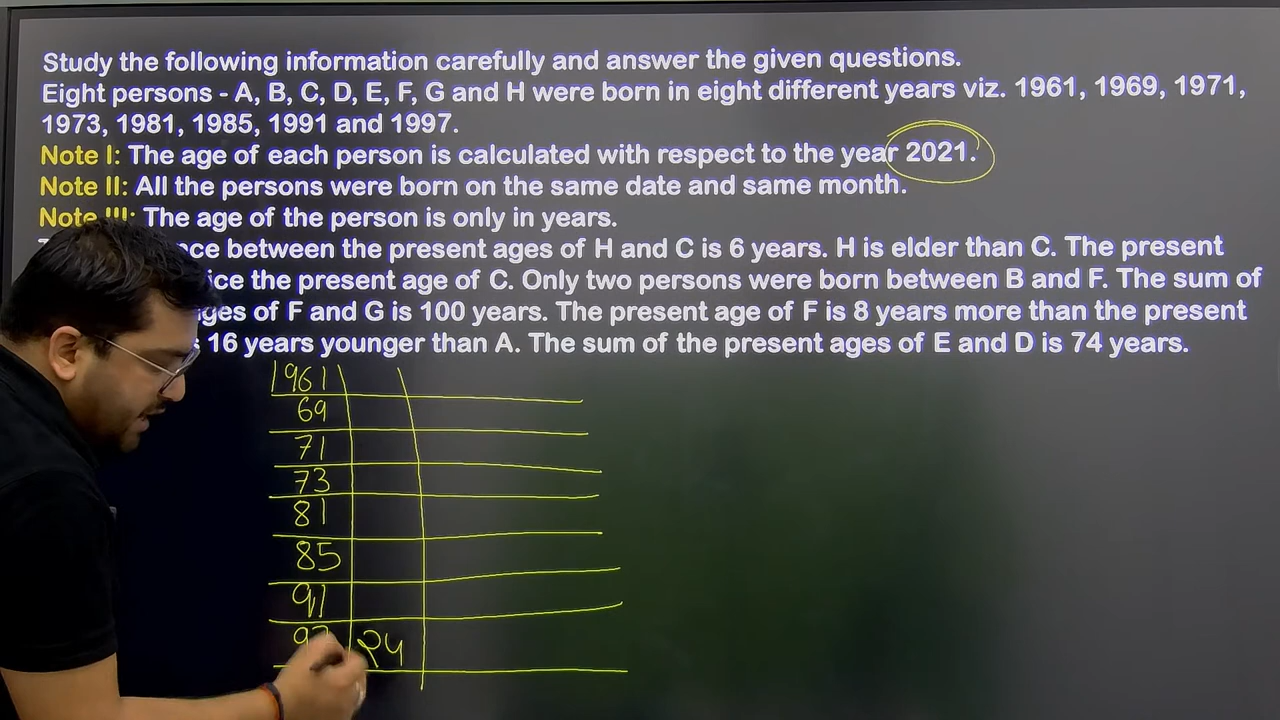 Study the following information carefully and answer the given questions.
Eight persons - A, B, C, D, E, F, G and H were born in eight different years viz. 1961, 1969, 1971,
1973, 1981, 1985, 1991 and 1997.
Note I: The age of each person is calculated with respect to the year 2021.
Note II: All the persons were born on the same date and same month.
Note III: The age of the person is only in years.
between the present ages of H and C is 6 years. H is elder than C. The present
the present age of C. Only two persons were born between B and F. The sum of
of F and G is 100 years. The present age of F is 8 years more than the present
16 years younger than A. The sum of the present ages of E and D is 74 years.
1961
69
71
73
81
85
91
97 24